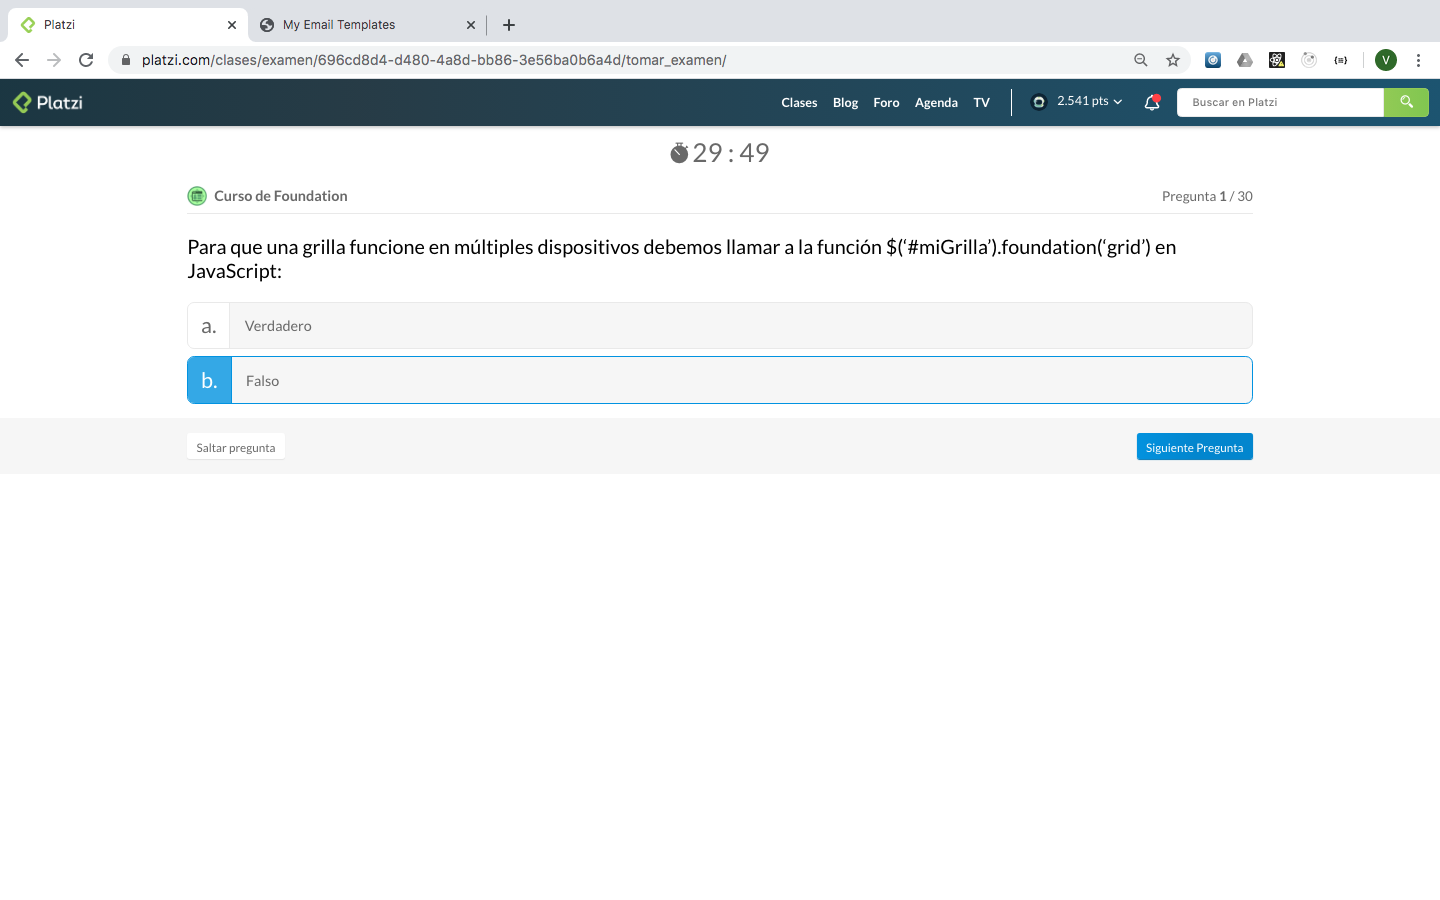 Platzi
My Email Templates
platzi.com/clases/examen/696cd8d4-d480-4a8d-bb86-3e56ba0b6a4d/tomar_examen/
V
Platzi
Clases
Blog
Foro
Agenda
TV
2.541 pts
Buscar en Platzi
29 : 49
Curso de Foundation
Pregunta 1 / 30
Para que una grilla funcione en múltiples dispositivos debemos llamar a la función $(‘#miGrilla’).foundation(‘grid’) en
JavaScript:
a.
Verdadero
b.
Falso
Saltar pregunta
Siguiente Pregunta